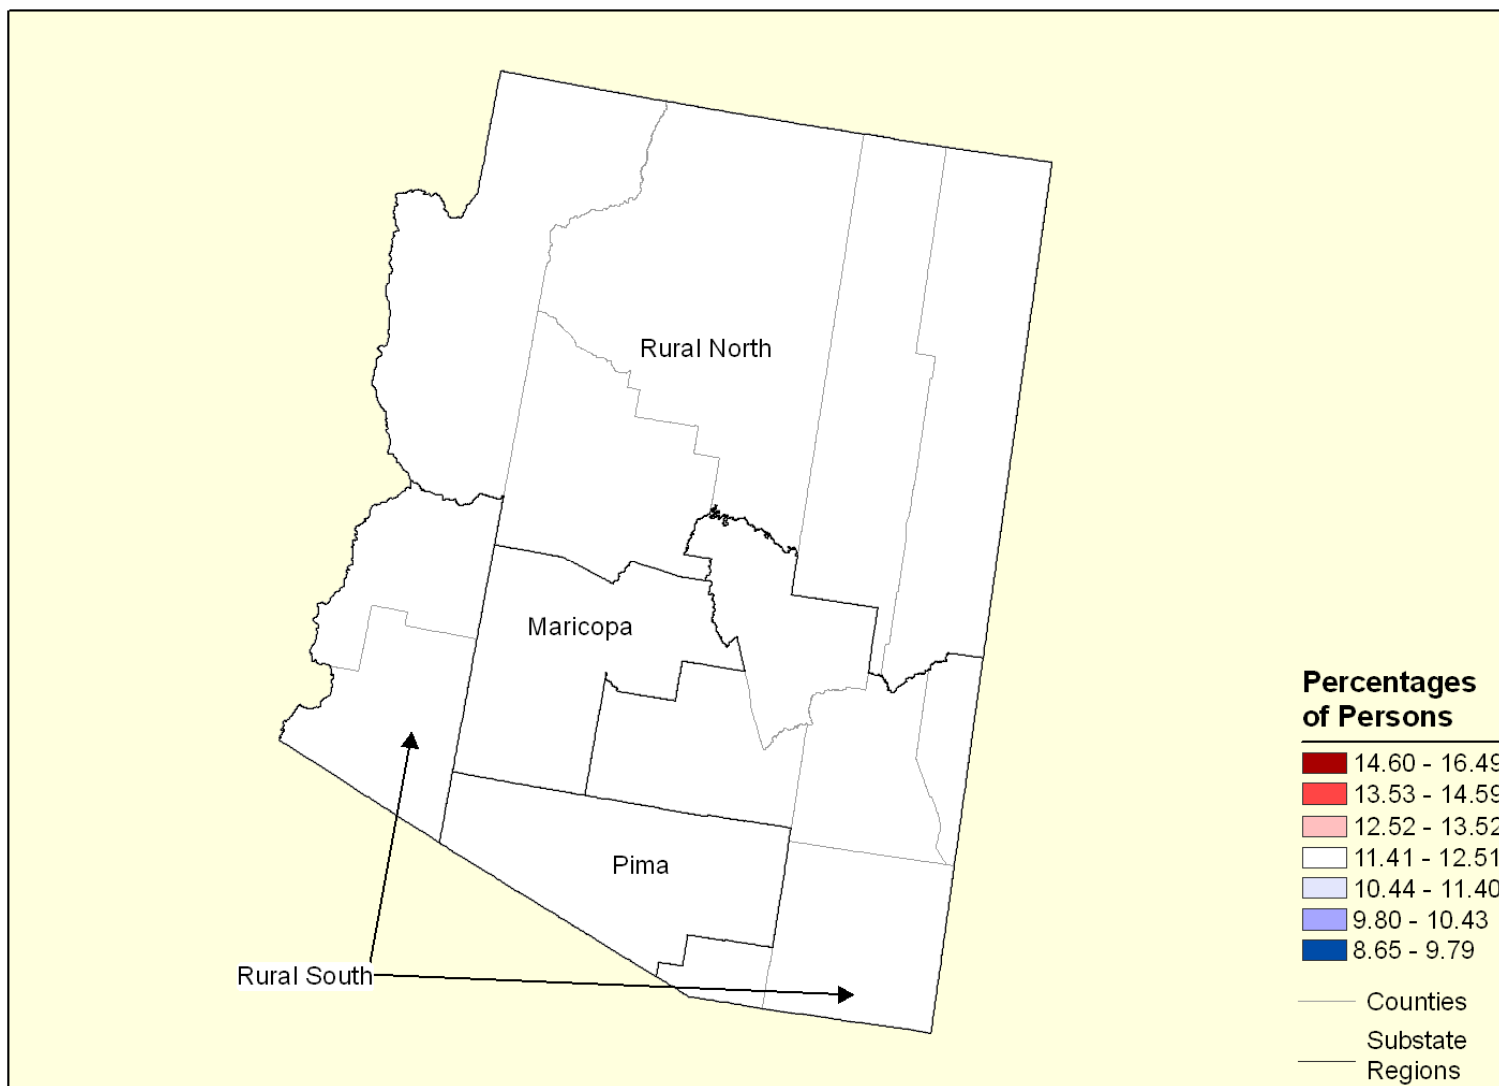 Rural North
Maricopa
Pima
Rural South
Percentages
of Persons
14.60 - 16.49
13.53 - 14.59
12.52 - 13.52
11.41 - 12.51
10.44 - 11.40
9.80 - 10.43
8.65 - 9.79
Counties
Substate
Regions